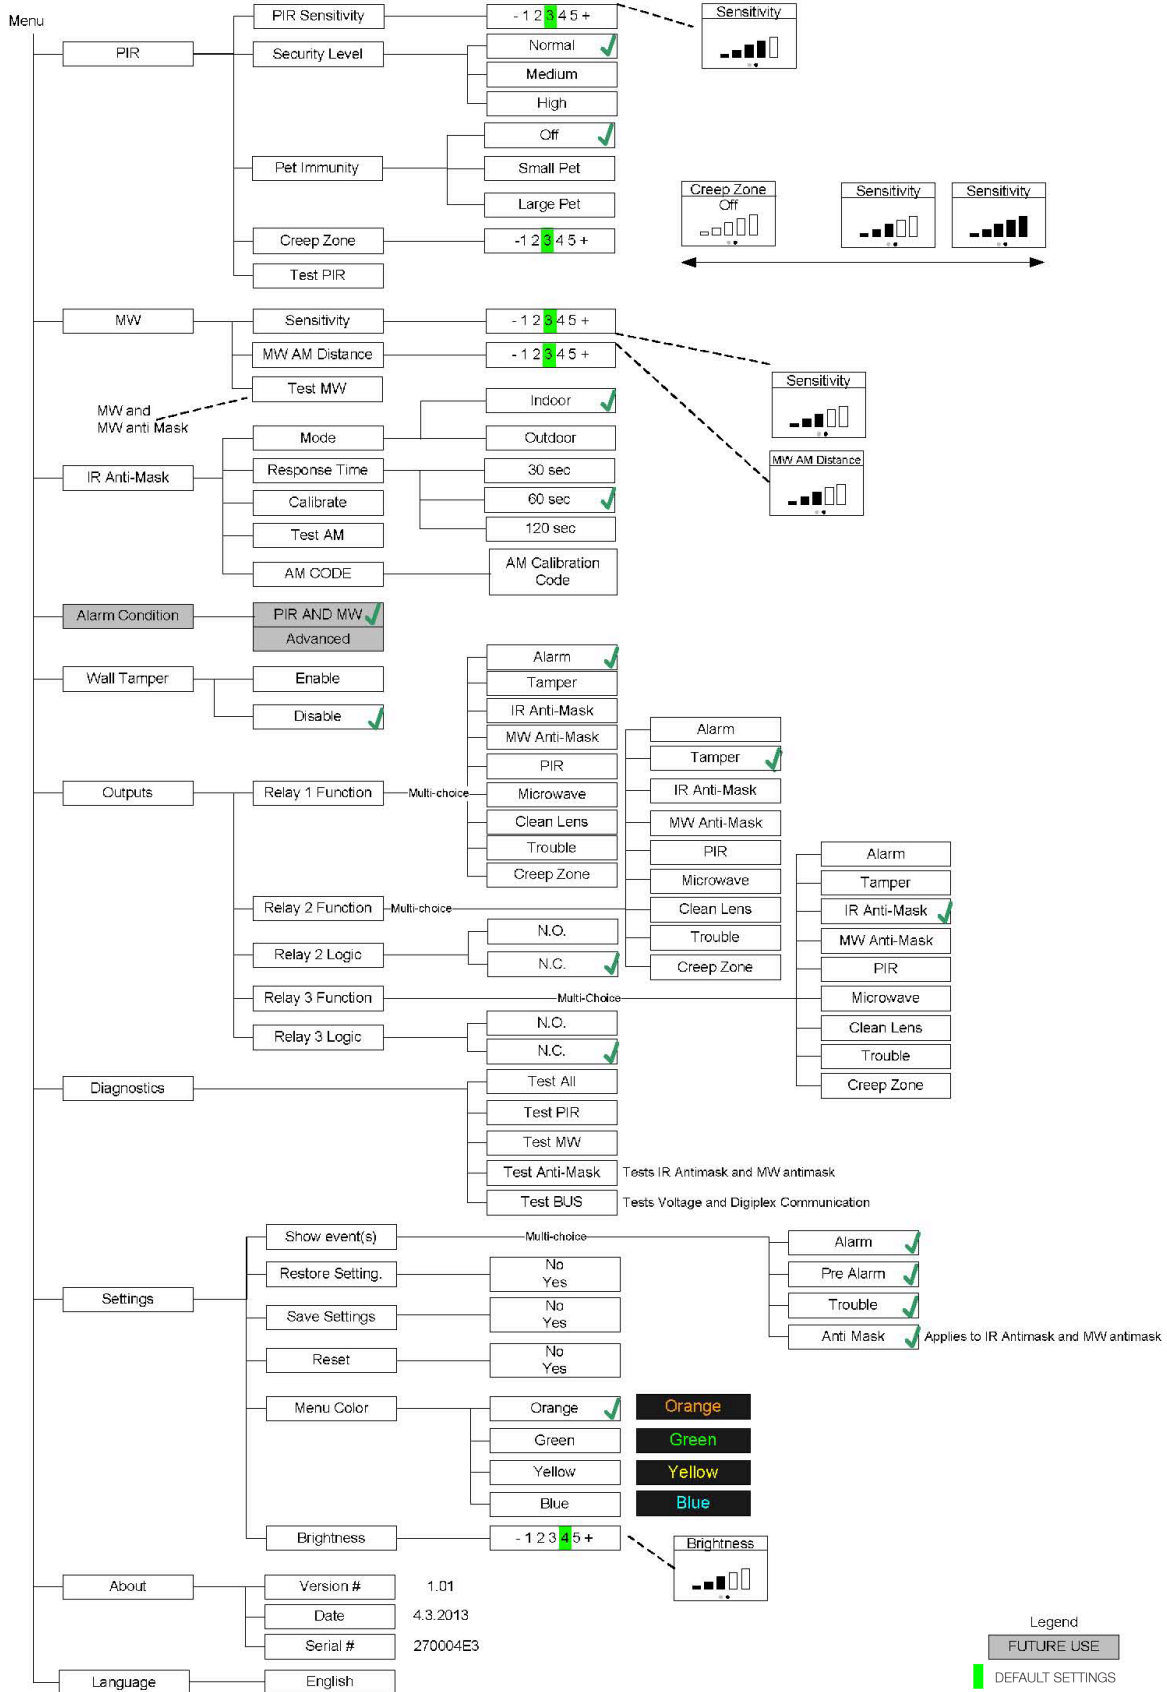 Menu
PIR
PIR Sensitivity
- 1 2 3 4 5 +
Sensitivity
Security Level
Normal
Medium
High
Pet Immunity
Off
Small Pet
Large Pet
Creep Zone
-1 2 3 4 5 +
Test PIR
Creep Zone
Off
Sensitivity
Sensitivity
MW
Sensitivity
- 1 2 3 4 5 +
MW AM Distance
- 1 2 3 4 5 +
Test MW
MW and
MW anti Mask
Sensitivity
MW AM Distance
IR Anti-Mask
Mode
Indoor
Outdoor
Response Time
30 sec
60 sec
120 sec
Calibrate
Test AM
AM CODE
AM Calibration
Code
Alarm Condition
PIR AND MW
Advanced
Wall Tamper
Enable
Disable
Outputs
Relay 1 Function
Multi-choice
Alarm
Tamper
IR Anti-Mask
MW Anti-Mask
PIR
Microwave
Clean Lens
Trouble
Creep Zone
Relay 2 Function
Multi-choice
Alarm
Tamper
IR Anti-Mask
MW Anti-Mask
PIR
Microwave
Clean Lens
Trouble
Creep Zone
Relay 2 Logic
N.O.
N.C.
Relay 3 Function
Multi-Choice
Alarm
Tamper
IR Anti-Mask
MW Anti-Mask
PIR
Microwave
Clean Lens
Trouble
Creep Zone
Relay 3 Logic
N.O.
N.C.
Diagnostics
Test All
Test PIR
Test MW
Test Anti-Mask
Tests IR Antimask and MW antimask
Test BUS
Tests Voltage and Digiplex Communication
Settings
Show event(s)
Multi-choice
Alarm
Pre Alarm
Trouble
Anti Mask
Applies to IR Antimask and MW antimask
Restore Setting.
No
Yes
Save Settings
No
Yes
Reset
No
Yes
Menu Color
Orange
Orange
Green
Green
Yellow
Yellow
Blue
Blue
Brightness
- 1 2 3 4 5 +
Brightness
About
Version #
1.01
Date
4.3.2013
Serial #
270004E3
Language
English
Legend
FUTURE USE
DEFAULT SETTINGS